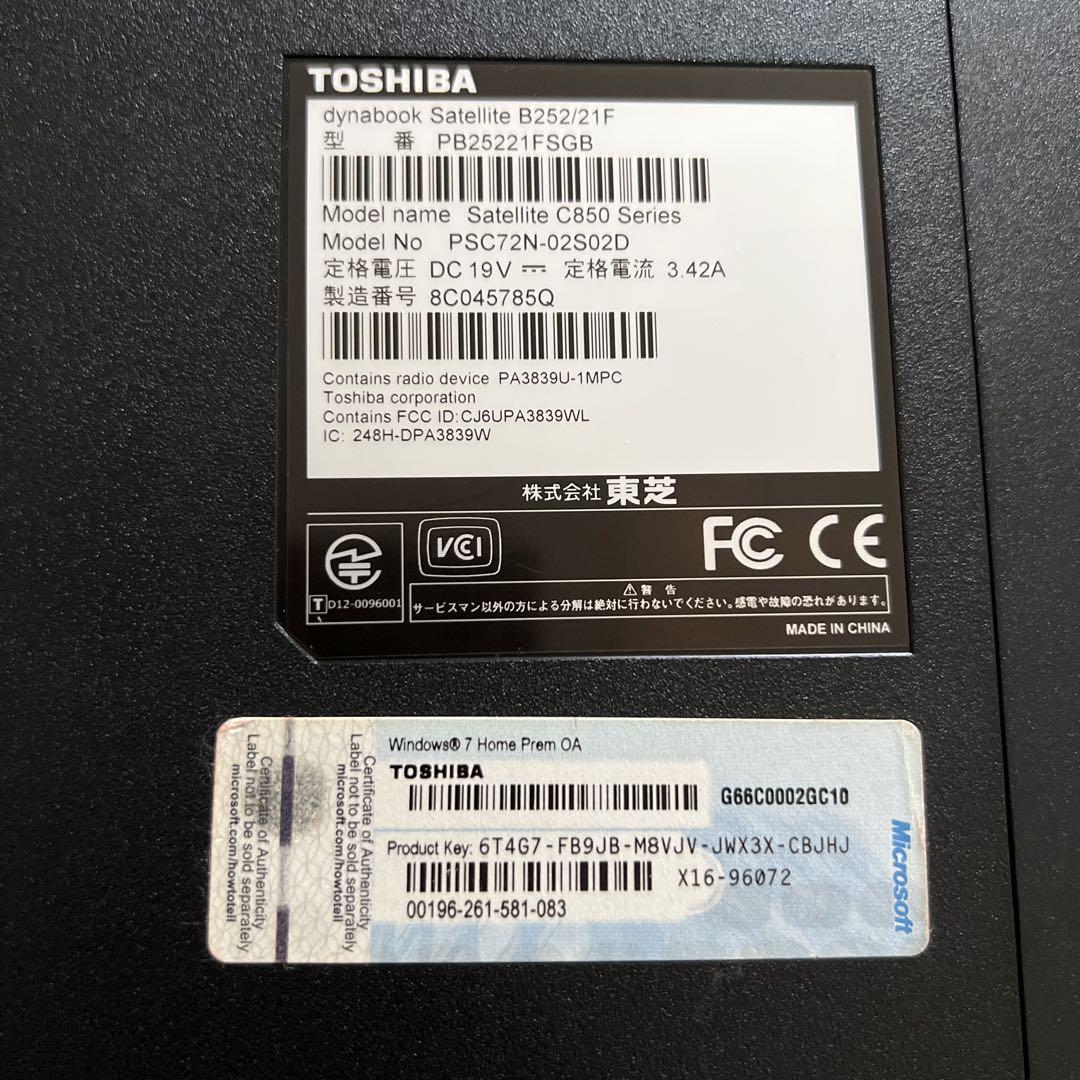 TOSHIBA
dynabook Satellite B252/21F
型 番 PB25221FSGB
Model name Satellite C850 Series
Model No PSC72N-02S02D
定格電圧 DC 19V ⎓ 定格電流 3.42A
製造番号 8C045785Q
Contains radio device PA3839U-1MPC
Toshiba corporation
Contains FCC ID:CJ6UPA3839WL
IC: 248H-DPA3839W
株式会社 東芝
VCI
FC CE
T D12-0096001
⚠警 告
サービスマン以外の方による分解は絶対に行わないでください。感電や故障の恐れがあります。
MADE IN CHINA
Certificate of Authenticity
Label not to be sold separately
microsoft.com/howtotell
Certificate of Authenticity
Label not to be sold separately
microsoft.com/howtotell
Windows® 7 Home Prem OA
TOSHIBA
G66C0002GC10
Product Key: 6T4G7-FB9JB-M8VJV-JWX3X-CBJHJ
X16-96072
00196-261-581-083
Microsoft